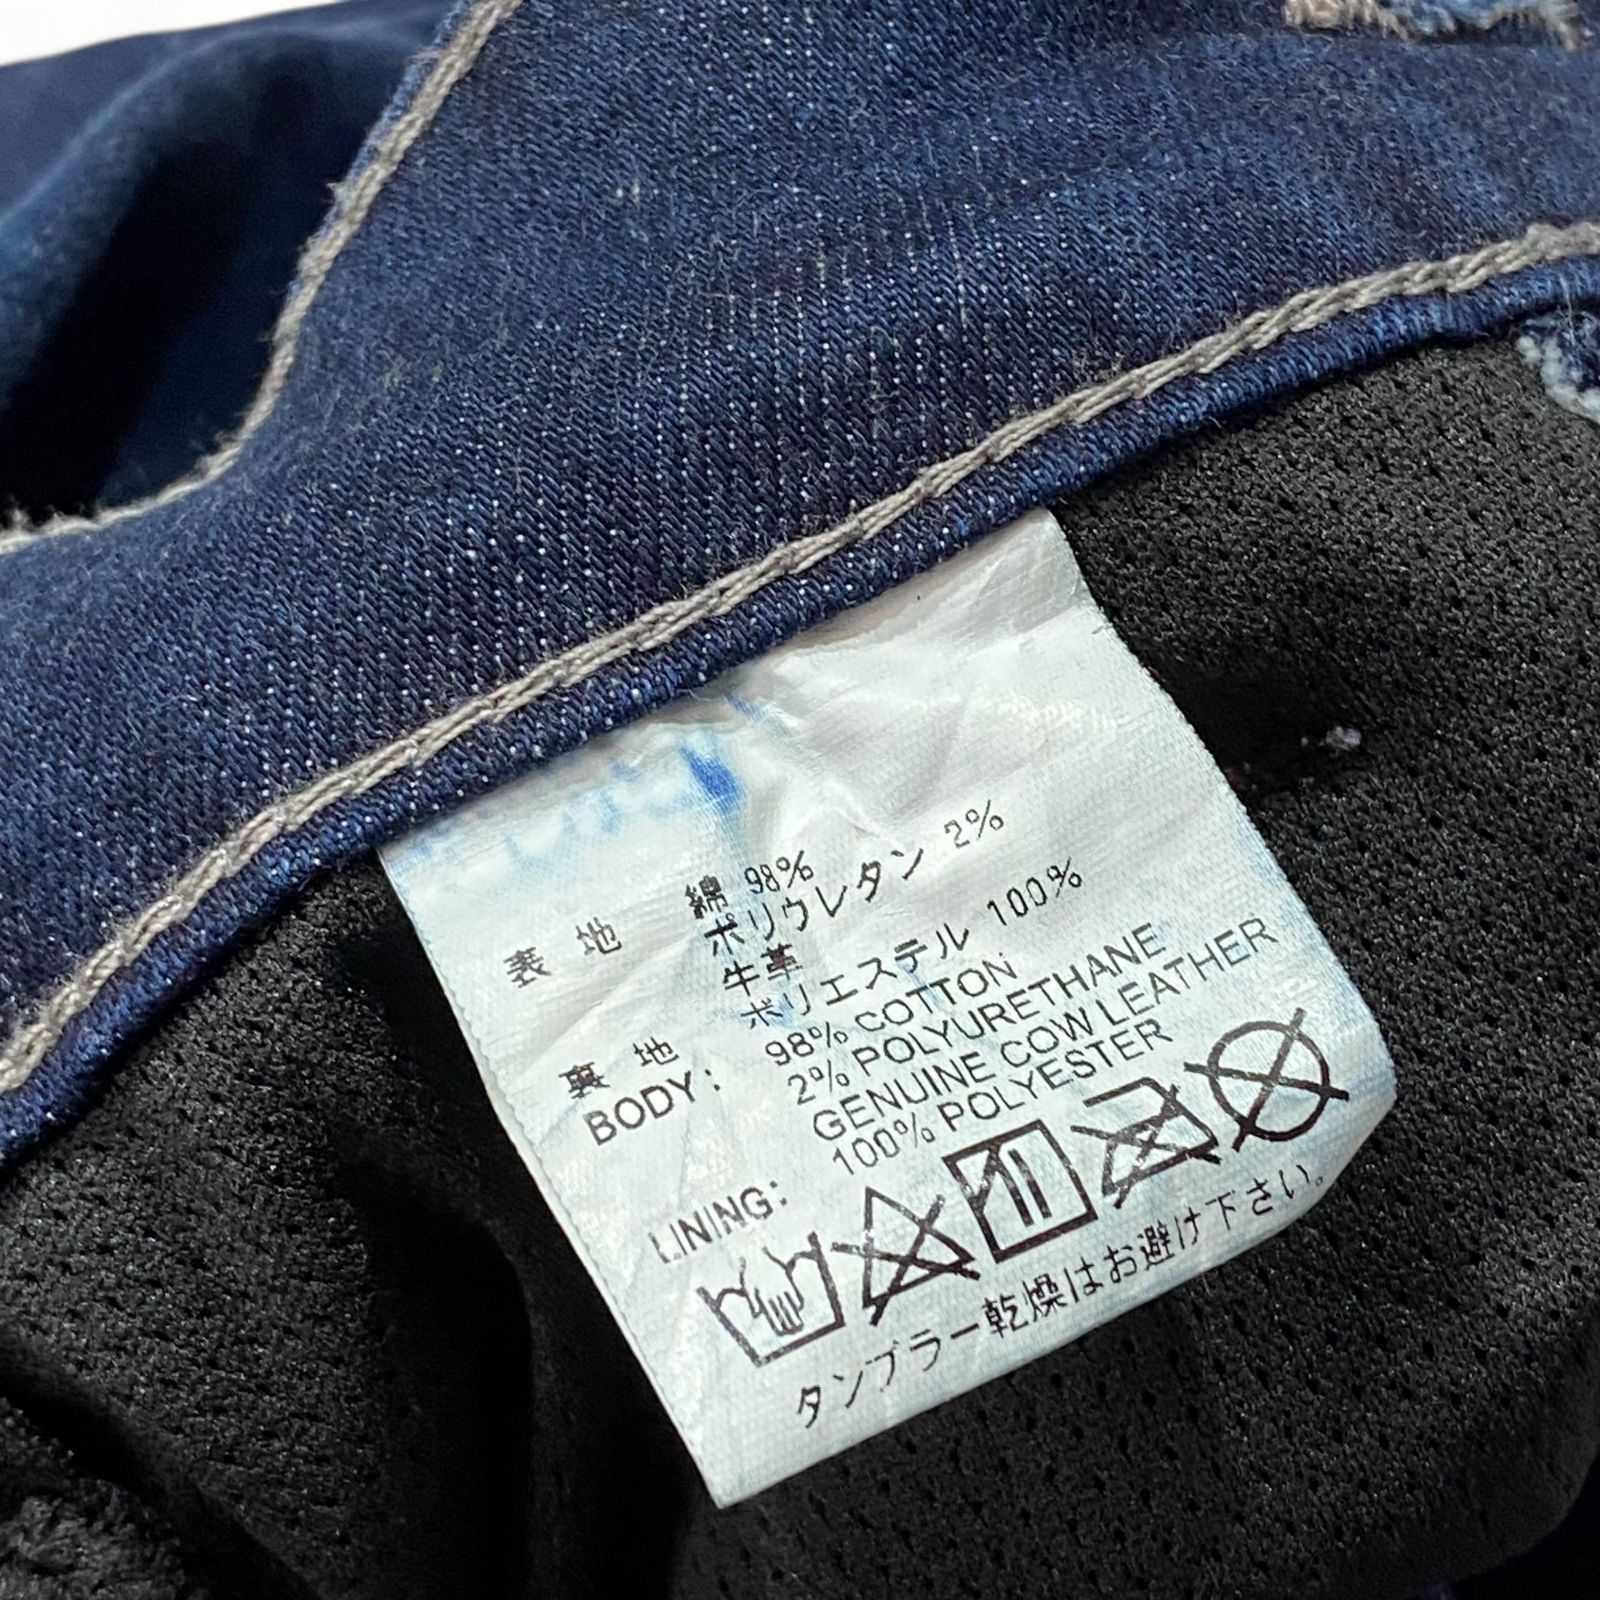 表地 綿 98%
ポリウレタン 2%
牛革
裏地 ポリエステル 100%
BODY: 98% COTTON
2% POLYURETHANE
GENUINE COW LEATHER
LINING: 100% POLYESTER
タンブラー乾燥はお避け下さい。